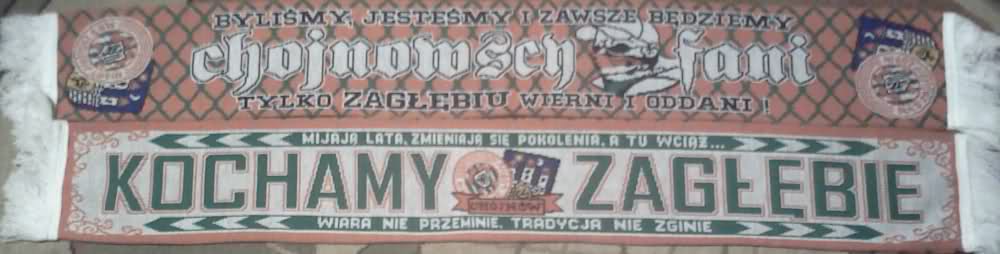 BYLIŚMY, JESTEŚMY I ZAWSZE BĘDZIEMY
chojnowscy fani
TYLKO ZAGŁĘBIU WIERNI I ODDANI!
MIJAJĄ LATA, ZMIENIAJĄ SIĘ POKOLENIA, A TU WCIĄŻ...
KOCHAMY ZAGŁĘBIE
CHOJNÓW
WIARA NIE PRZEMINIE, TRADYCJA NIE ZGINIE